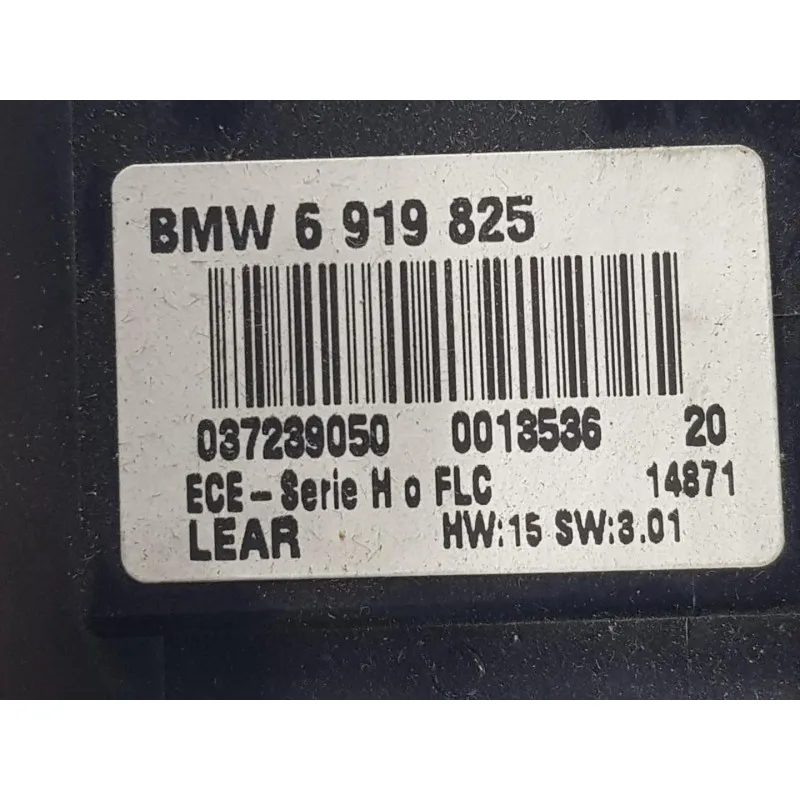 BMW 6 919 825
037239050 0013536 20
ECE-Serie H o FLC 14871
LEAR HW:15 SW:3.01